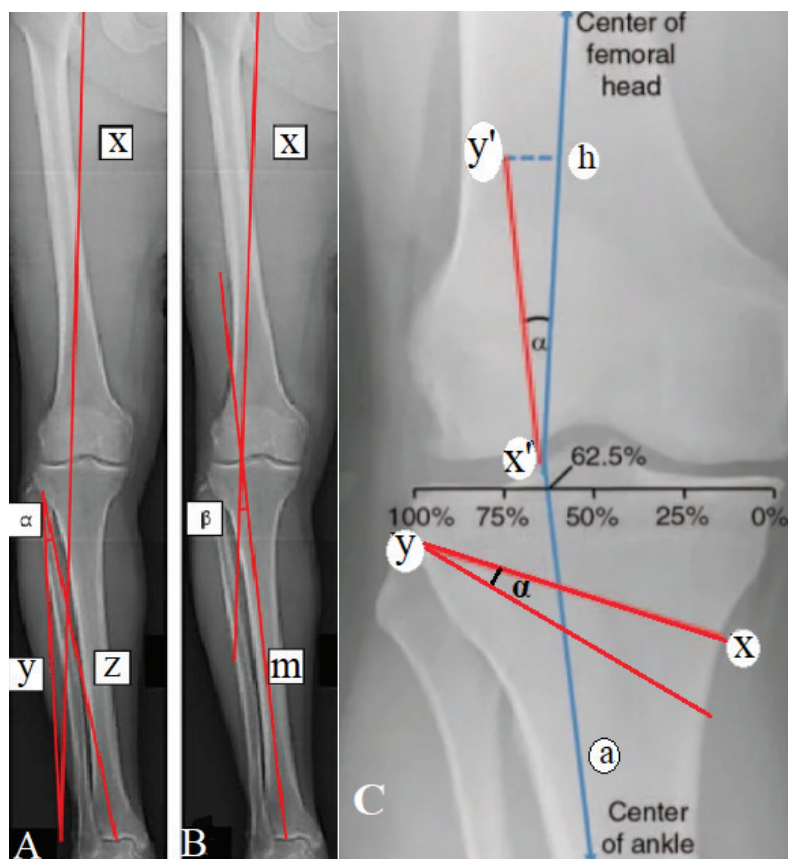 X
α
y
z
A
X
β
m
B
Center of
femoral
head
y'
h
α
x'
62.5%
100%
75%
50%
25%
0%
y
α
x
a
C
Center
of ankle